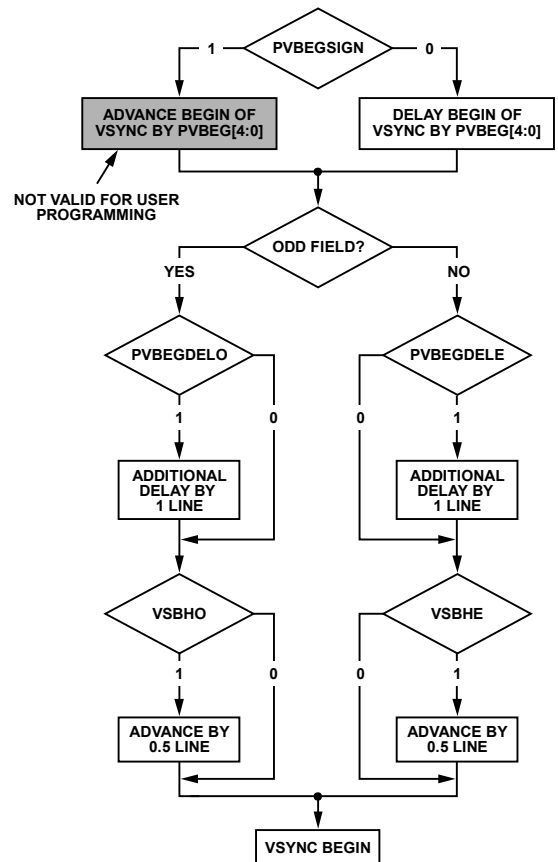 PVBEGSIGN
1
0
ADVANCE BEGIN OF
VSYNC BY PVBEG[4:0]
DELAY BEGIN OF
VSYNC BY PVBEG[4:0]
NOT VALID FOR USER
PROGRAMMING
ODD FIELD?
YES
NO
PVBEGDELO
PVBEGDELE
1
0
0
1
ADDITIONAL
DELAY BY
1 LINE
ADDITIONAL
DELAY BY
1 LINE
VSBHO
VSBHE
1
0
0
1
ADVANCE BY
0.5 LINE
ADVANCE BY
0.5 LINE
VSYNC BEGIN